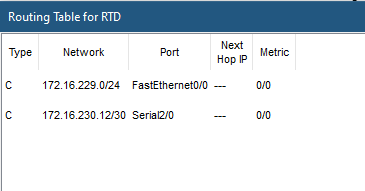 Routing Table for RTD
Type Network Port Next Hop IP Metric
C 172.16.229.0/24 FastEthernet0/0 --- 0/0
C 172.16.230.12/30 Serial2/0 --- 0/0